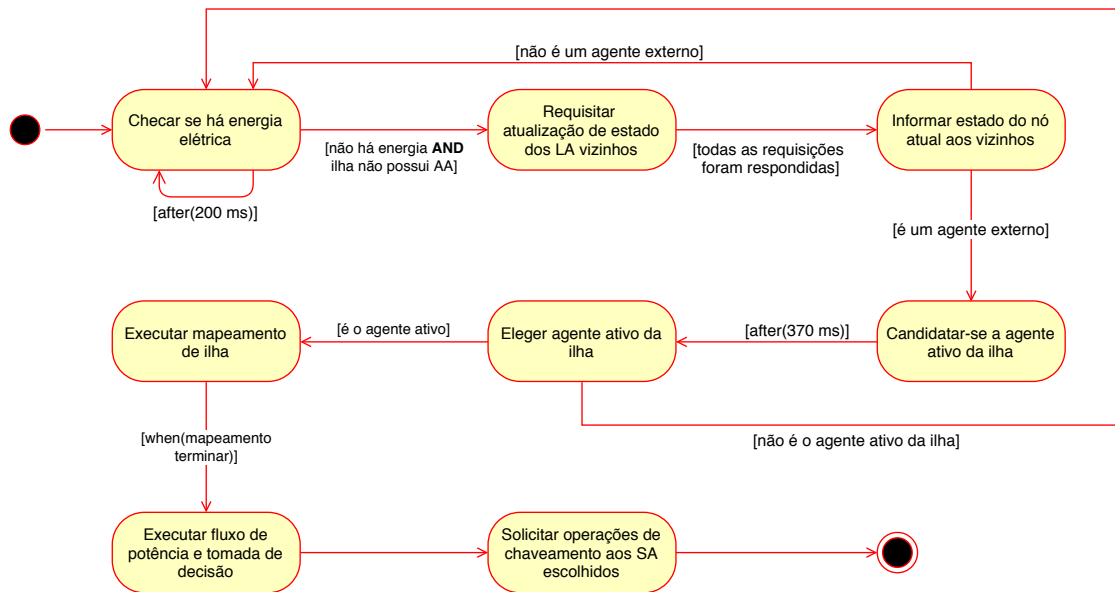 [não é um agente externo]
Checar se há energia
elétrica
[não há energia AND
ilha não possui AA]
[after(200 ms)]
Requisitar
atualização de estado
dos LA vizinhos
[todas as requisições
foram respondidas]
Informar estado do nó
atual aos vizinhos
[é um agente externo]
Executar mapeamento
de ilha
[é o agente ativo]
Eleger agente ativo da
ilha
[after(370 ms)]
Candidatar-se a agente
ativo da ilha
[when(mapeamento
terminar)]
[não é o agente ativo da ilha]
Executar fluxo de
potência e tomada de
decisão
Solicitar operações de
chaveamento aos SA
escolhidos